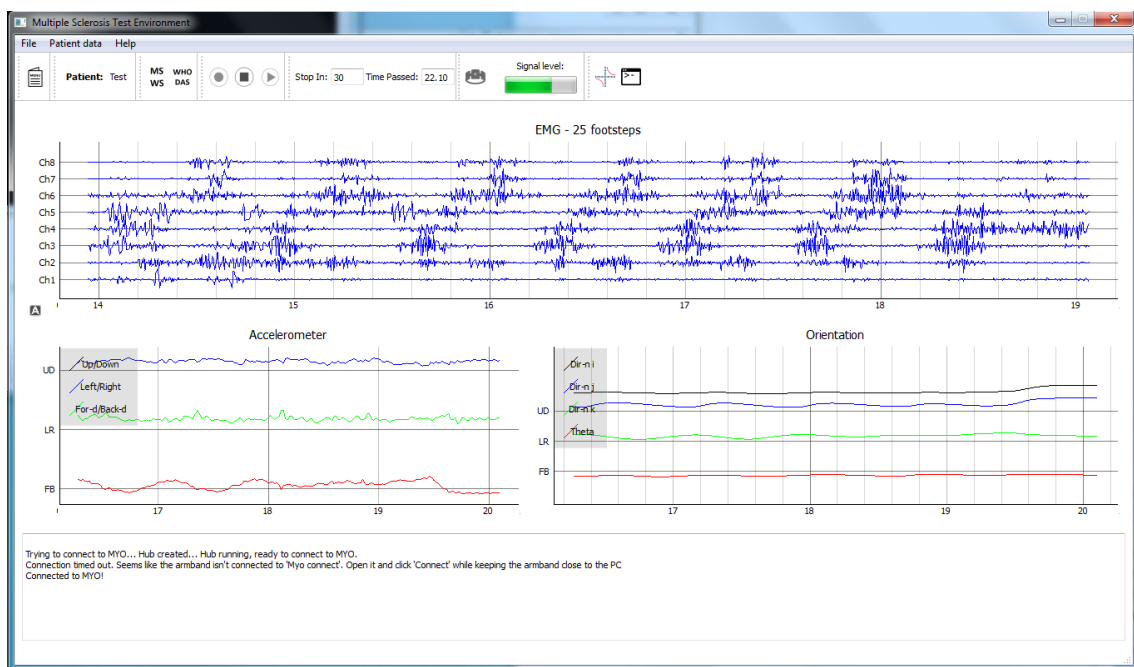 Multiple Sclerosis Test Environment
File Patient data Help
MENU
Patient: Test
MS WHO
WS DAS
Stop In: 30 Time Passed: 22.10
Signal level:
EMG - 25 footsteps
Ch8
Ch7
Ch6
Ch5
Ch4
Ch3
Ch2
Ch1
14 15 16 17 18 19
A
Accelerometer
UD
LR
FB
Up/Down
Left/Right
For-d/Back-d
17 18 19 20
Orientation
UD
LR
FB
Dir-n i
Dir-n j
Dir-n k
Theta
17 18 19 20
Trying to connect to MYO... Hub created... Hub running, ready to connect to MYO.
Connection timed out. Seems like the armband isn't connected to 'Myo connect'. Open it and click 'Connect' while keeping the armband close to the PC
Connected to MYO!